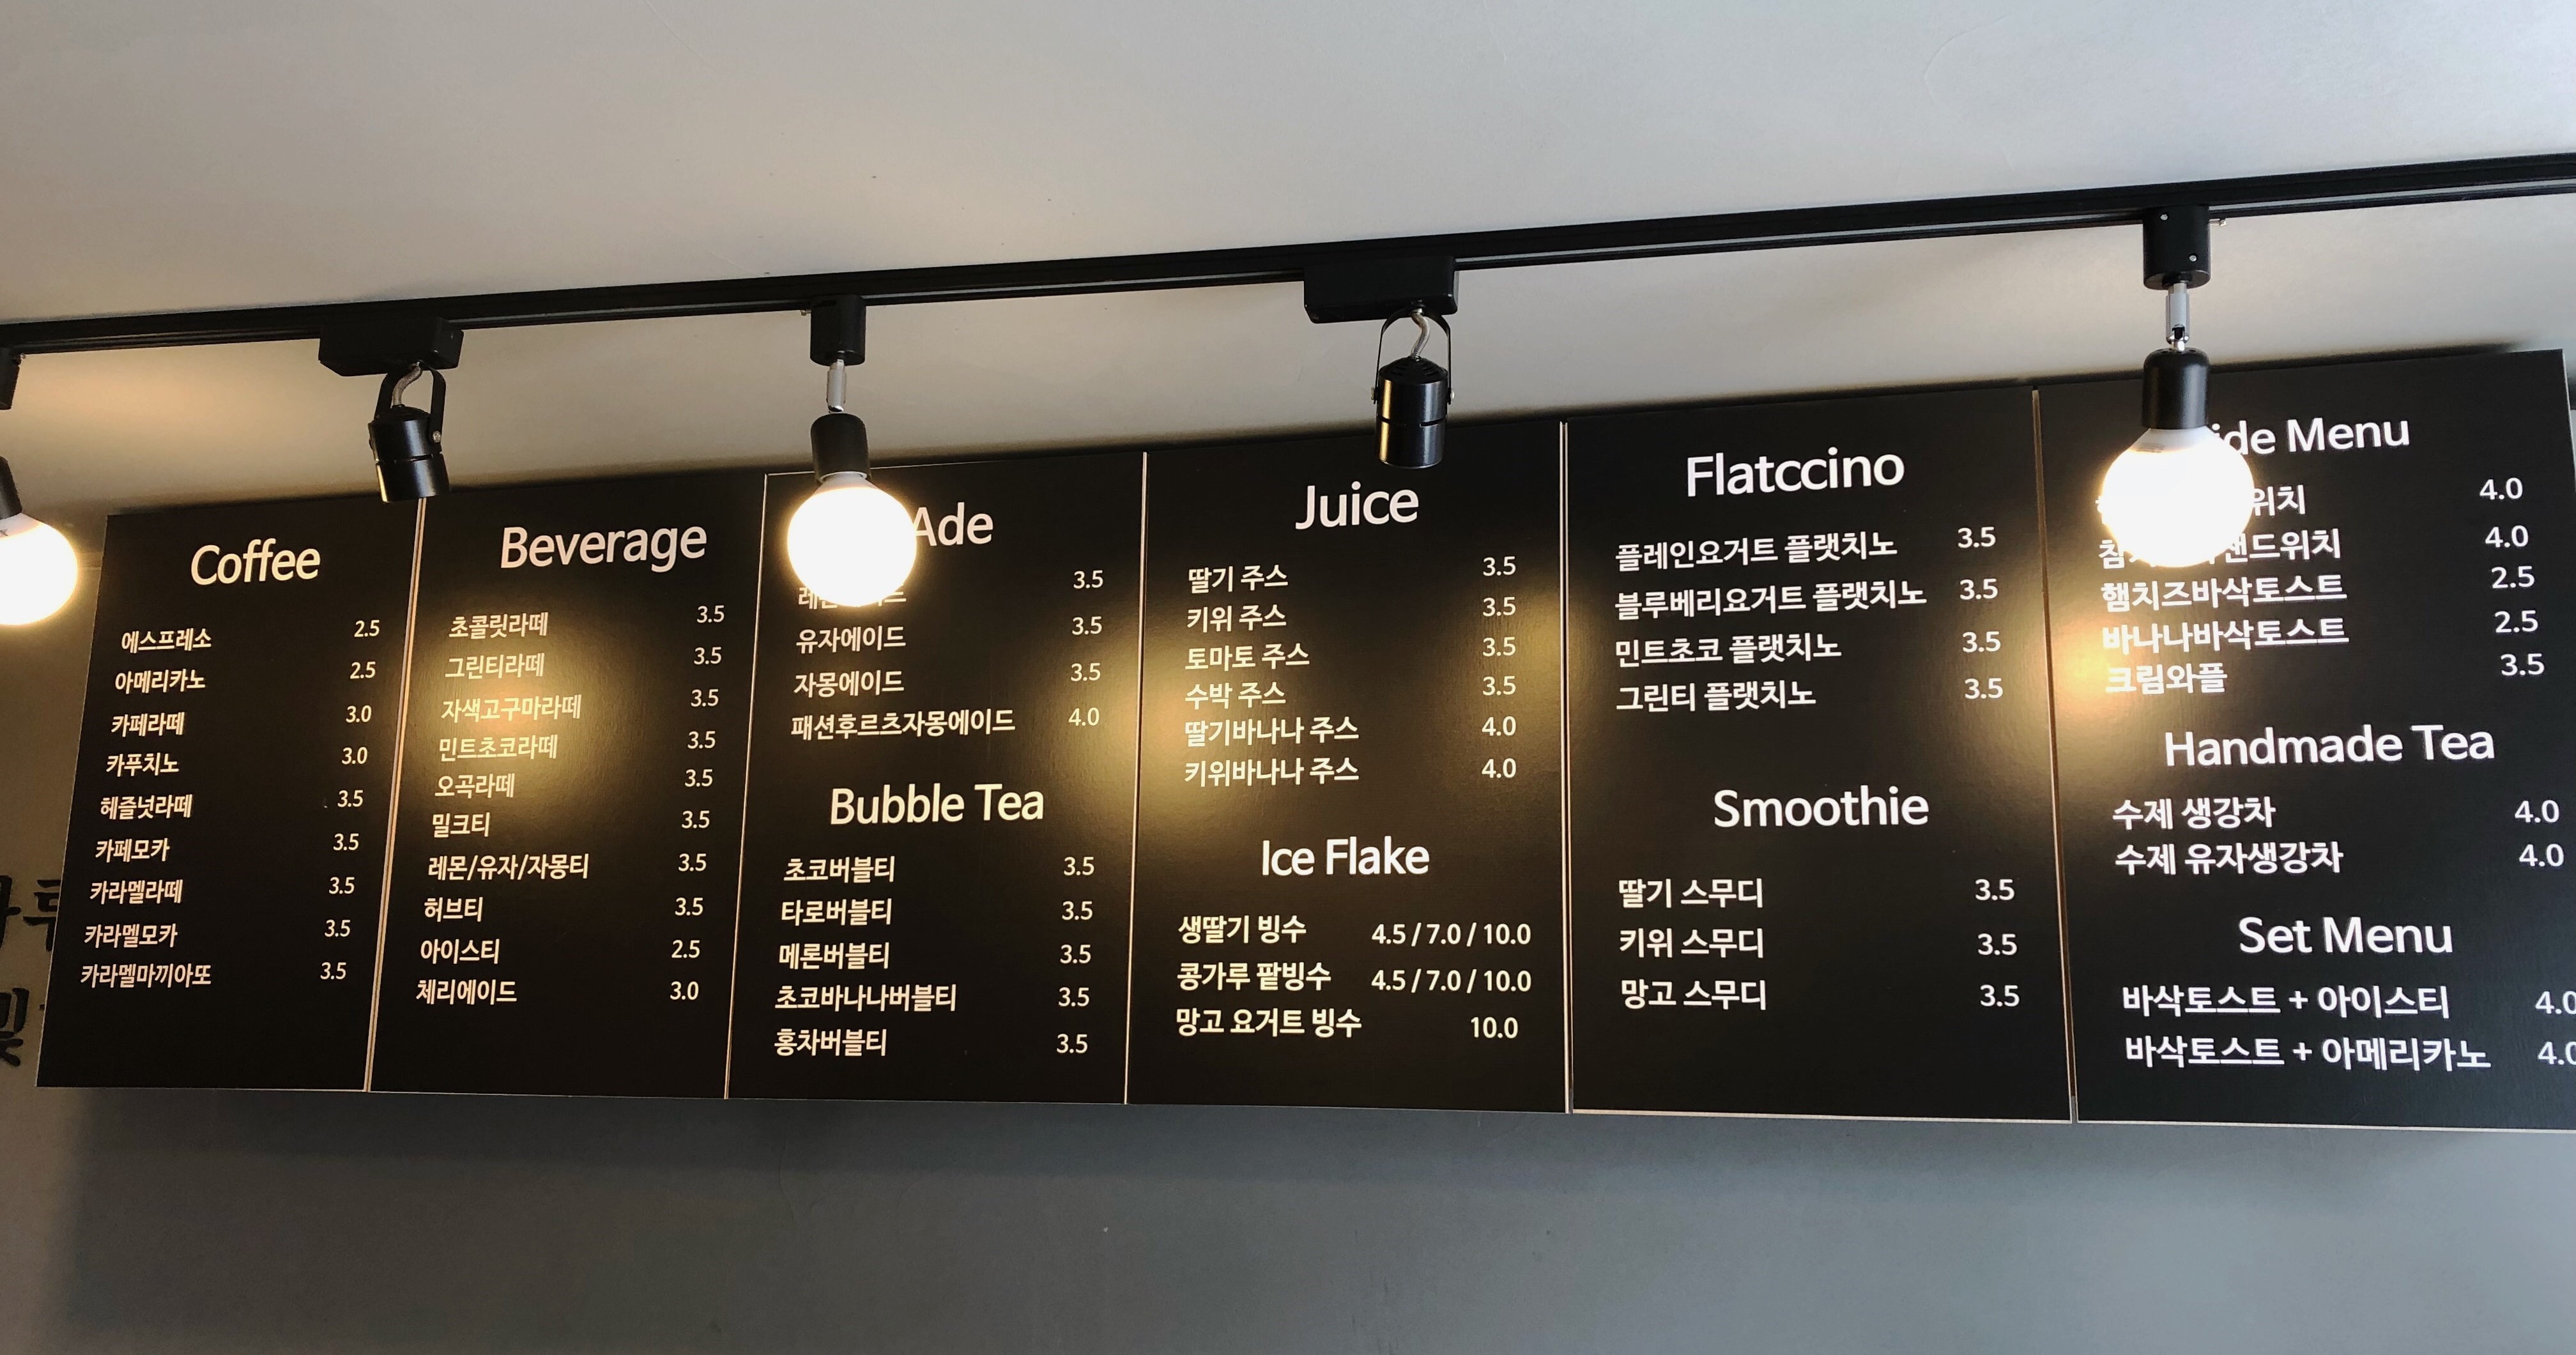 Coffee
에스프레소 2.5
아메리카노 2.5
카페라떼 3.0
카푸치노 3.0
헤즐넛라떼 3.5
카페모카 3.5
카라멜라떼 3.5
카라멜모카 3.5
카라멜마끼아또 3.5
Beverage
초콜릿라떼 3.5
그린티라떼 3.5
자색고구마라떼 3.5
민트초코라떼 3.5
오곡라떼 3.5
밀크티 3.5
레몬/유자/자몽티 3.5
허브티 3.5
아이스티 2.5
체리에이드 3.0
Ade
3.5
유자에이드 3.5
자몽에이드 3.5
패션후르츠자몽에이드 4.0
Bubble Tea
초코버블티 3.5
타로버블티 3.5
메론버블티 3.5
초코바나나버블티 3.5
홍차버블티 3.5
Juice
딸기 주스 3.5
키위 주스 3.5
토마토 주스 3.5
수박 주스 3.5
딸기바나나 주스 4.0
키위바나나 주스 4.0
Ice Flake
생딸기 빙수 4.5 / 7.0 / 10.0
콩가루 팥빙수 4.5 / 7.0 / 10.0
망고 요거트 빙수 10.0
Flatccino
플레인요거트 플랫치노 3.5
블루베리요거트 플랫치노 3.5
민트초코 플랫치노 3.5
그린티 플랫치노 3.5
Smoothie
딸기 스무디 3.5
키위 스무디 3.5
망고 스무디 3.5
Menu
4.0
4.0
햄치즈바삭토스트 2.5
바나나바삭토스트 2.5
크림와플 3.5
Handmade Tea
수제 생강차 4.0
수제 유자생강차 4.0
Set Menu
바삭토스트 + 아이스티 4.0
바삭토스트 + 아메리카노 4.0